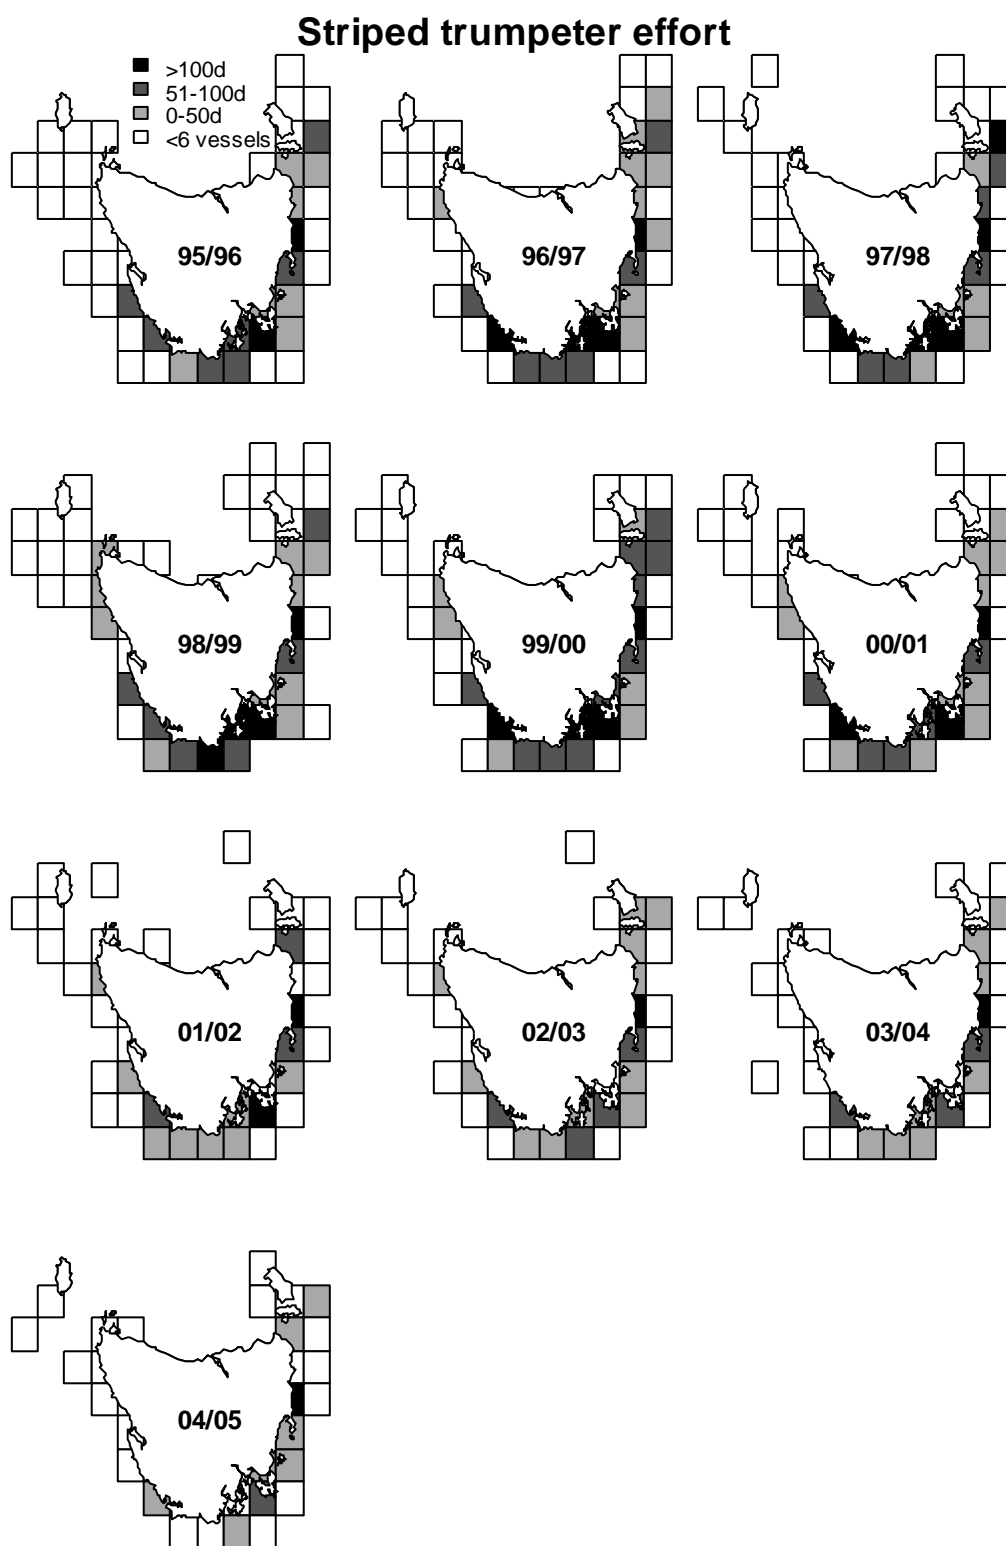 Striped trumpeter effort
>100d
51-100d
0-50d
<6 vessels
95/96
96/97
97/98
98/99
99/00
00/01
01/02
02/03
03/04
04/05